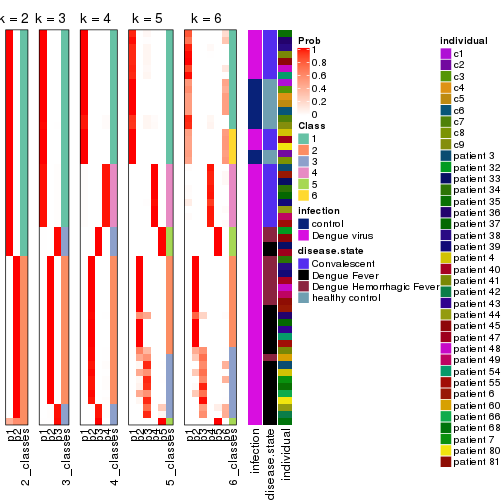 k = 2
k = 3
k = 4
k = 5
k = 6
p1
p2
2_classes
p1
p2
p3
3_classes
p1
p2
p3
p4
4_classes
p1
p2
p3
p4
p5
5_classes
p1
p2
p3
p4
p5
p6
6_classes
infection
disease.state
individual
Prob
1
0.8
0.6
0.4
0.2
0
Class
1
2
3
4
5
6
infection
control
Dengue virus
disease.state
Convalescent
Dengue Fever
Dengue Hemorrhagic Fever
healthy control
individual
c1
c2
c3
c4
c5
c6
c7
c8
c9
patient 3
patient 32
patient 33
patient 34
patient 35
patient 36
patient 37
patient 38
patient 39
patient 4
patient 40
patient 41
patient 42
patient 43
patient 44
patient 45
patient 47
patient 48
patient 49
patient 54
patient 55
patient 6
patient 60
patient 66
patient 68
patient 7
patient 80
patient 81